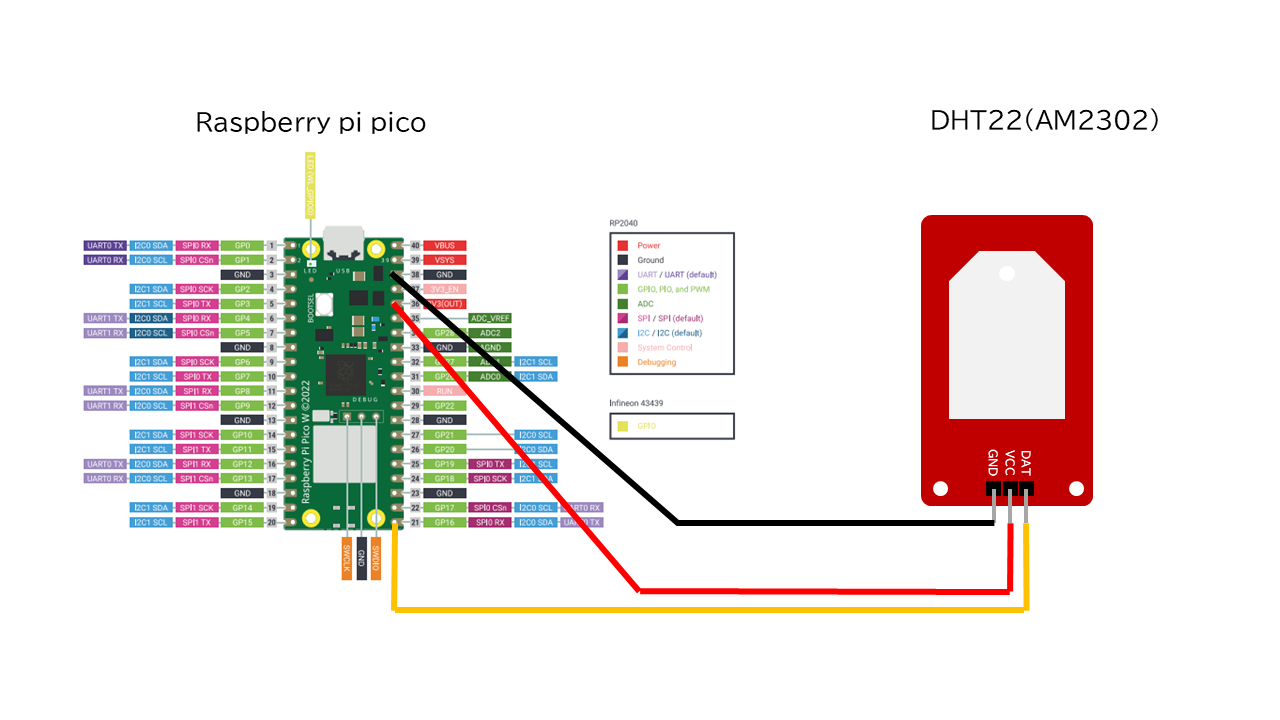 Raspberry pi pico
DHT22(AM2302)
LED
USB
BOOTSEL
DEBUG
Raspberry Pi Pico W ©2022
UART0 TX I2C0 SDA SPI0 RX GP0 1
UART0 RX I2C0 SCL SPI0 CSn GP1 2
GND 3
I2C1 SDA SPI0 SCK GP2 4
I2C1 SCL SPI0 TX GP3 5
UART1 TX I2C0 SDA SPI0 RX GP4 6
UART1 RX I2C0 SCL SPI0 CSn GP5 7
GND 8
I2C1 SDA SPI0 SCK GP6 9
I2C1 SCL SPI0 TX GP7 10
UART1 TX I2C0 SDA SPI1 RX GP8 11
UART1 RX I2C0 SCL SPI1 CSn GP9 12
GND 13
I2C1 SDA SPI1 SCK GP10 14
I2C1 SCL SPI1 TX GP11 15
UART0 TX I2C0 SDA SPI1 RX GP12 16
UART0 RX I2C0 SCL SPI1 CSn GP13 17
GND 18
I2C1 SDA SPI1 SCK GP14 19
I2C1 SCL SPI1 TX GP15 20
40 VBUS
39 VSYS
38 GND
3V3_EN
36 3V3(OUT)
35 ADC_VREF
ADC2
33 GND AGND
32 I2C1 SCL
31 ADC0 I2C1 SDA
30 RUN
29 GP22
28 GND
27 GP21 I2C0 SCL
26 GP20 I2C0 SDA
25 GP19 SPI0 TX SCL
24 GP18 SPI0 SCK
23 GND
22 GP17 SPI0 CSn I2C0 SCL UART0 RX
21 GP16 SPI0 RX I2C0 SDA UART0 TX
SWCLK
GND
SWDIO
RP2040
Power
Ground
UART / UART (default)
GPIO, PIO, and PWM
ADC
SPI / SPI (default)
I2C / I2C (default)
System Control
Debugging
Infineon 43439
GPIO
GND
VCC
DAT